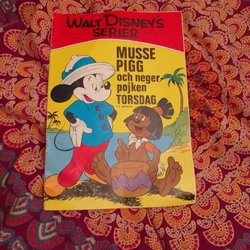 WALT DISNEY'S
SERIER
MUSSE
PIGG
och neger-
pojken
TORSDAG